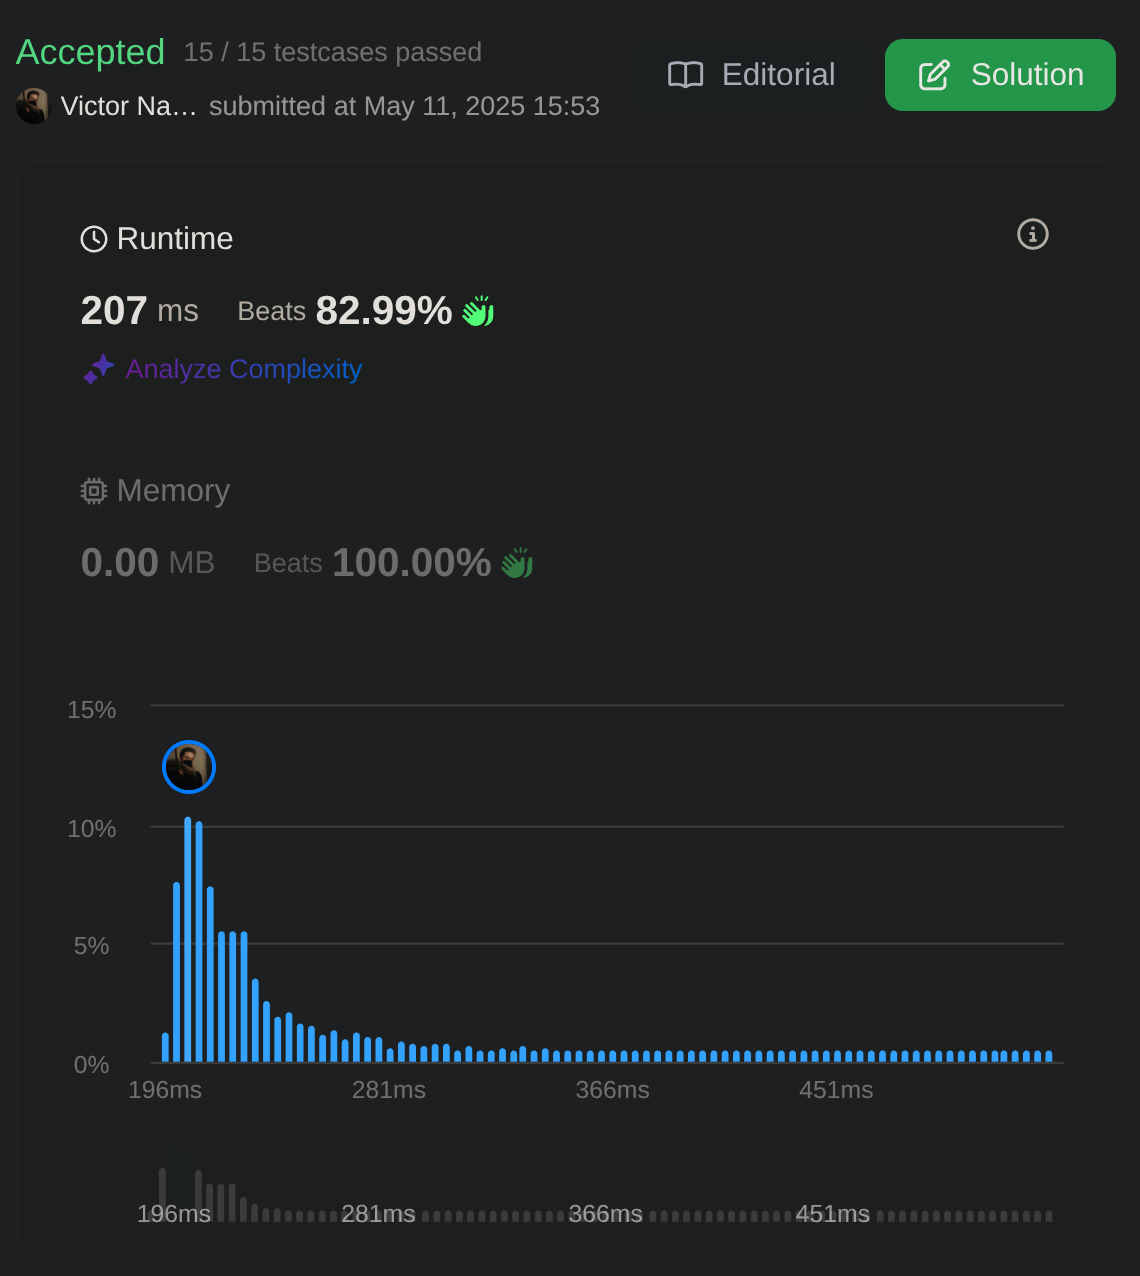 Accepted 15 / 15 testcases passed
Editorial
Solution
Victor Na... submitted at May 11, 2025 15:53
Runtime
207 ms Beats 82.99%
Analyze Complexity
Memory
0.00 MB Beats 100.00%
15%
10%
5%
0%
196ms 281ms 366ms 451ms
196ms 281ms 366ms 451ms